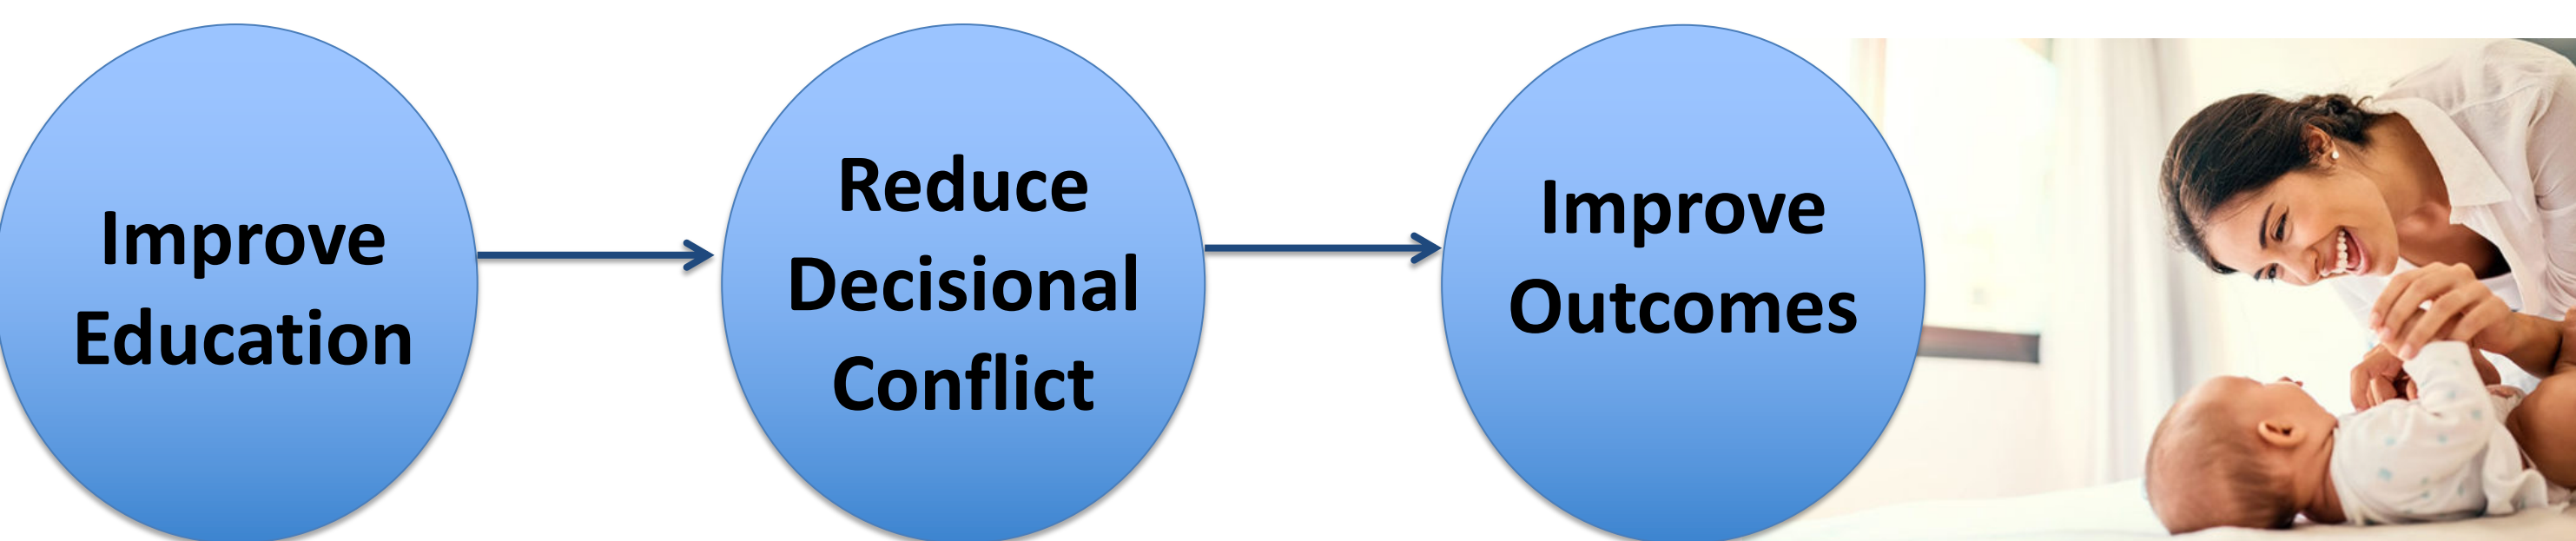 Improve
Education
Reduce
Decisional
Conflict
Improve
Outcomes